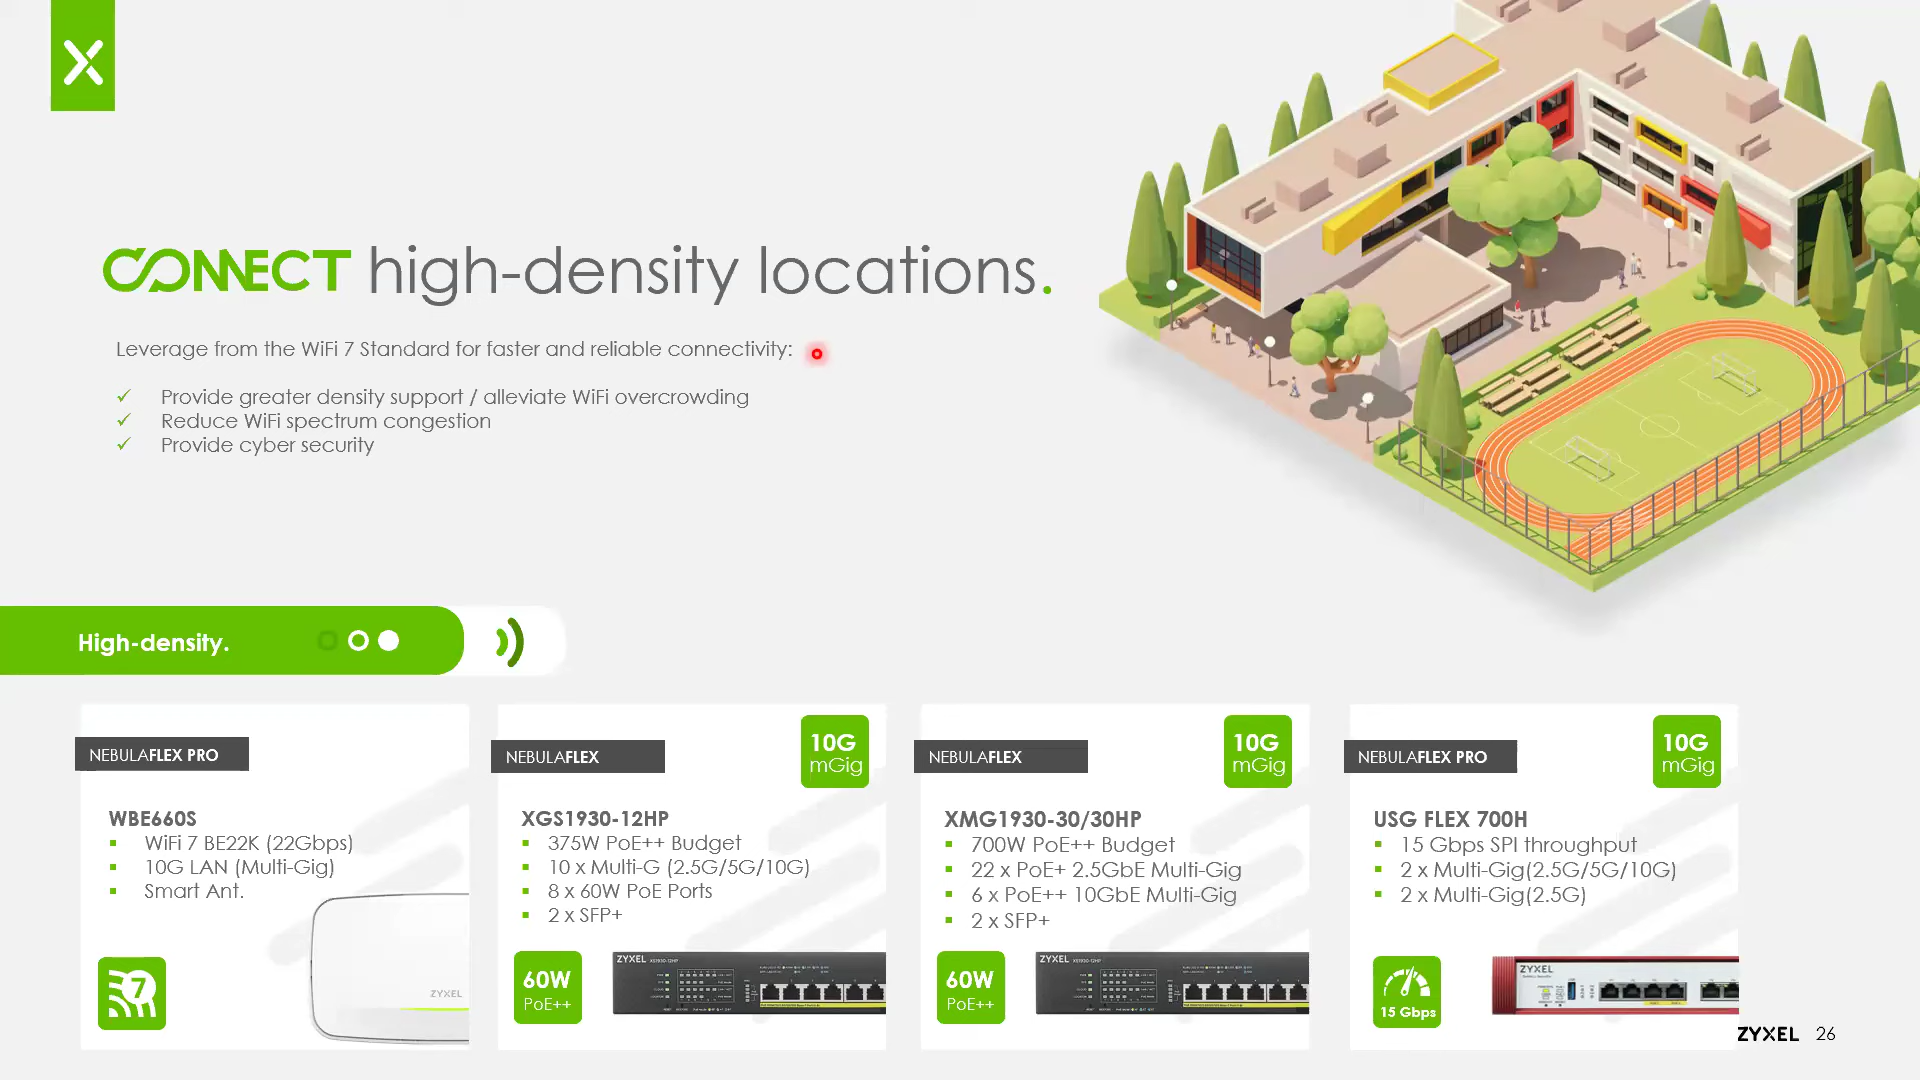 CONNECT high-density locations.
Leverage from the WiFi 7 Standard for faster and reliable connectivity:
Provide greater density support / alleviate WiFi overcrowding
Reduce WiFi spectrum congestion
Provide cyber security
High-density.
NEBULAFLEX PRO
WBE660S
WiFi 7 BE22K (22Gbps)
10G LAN (Multi-Gig)
Smart Ant.
7
ZYXEL
NEBULAFLEX
10G
mGig
XGS1930-12HP
375W PoE++ Budget
10 x Multi-G (2.5G/5G/10G)
8 x 60W PoE Ports
2 x SFP+
60W
PoE++
ZYXEL XS1930-12HP
NEBULAFLEX
10G
mGig
XMG1930-30/30HP
700W PoE++ Budget
22 x PoE+ 2.5GbE Multi-Gig
6 x PoE++ 10GbE Multi-Gig
2 x SFP+
60W
PoE++
ZYXEL XS1930-12HP
NEBULAFLEX PRO
10G
mGig
USG FLEX 700H
15 Gbps SPI throughput
2 x Multi-Gig(2.5G/5G/10G)
2 x Multi-Gig(2.5G)
15 Gbps
ZYXEL
ZYXEL 26